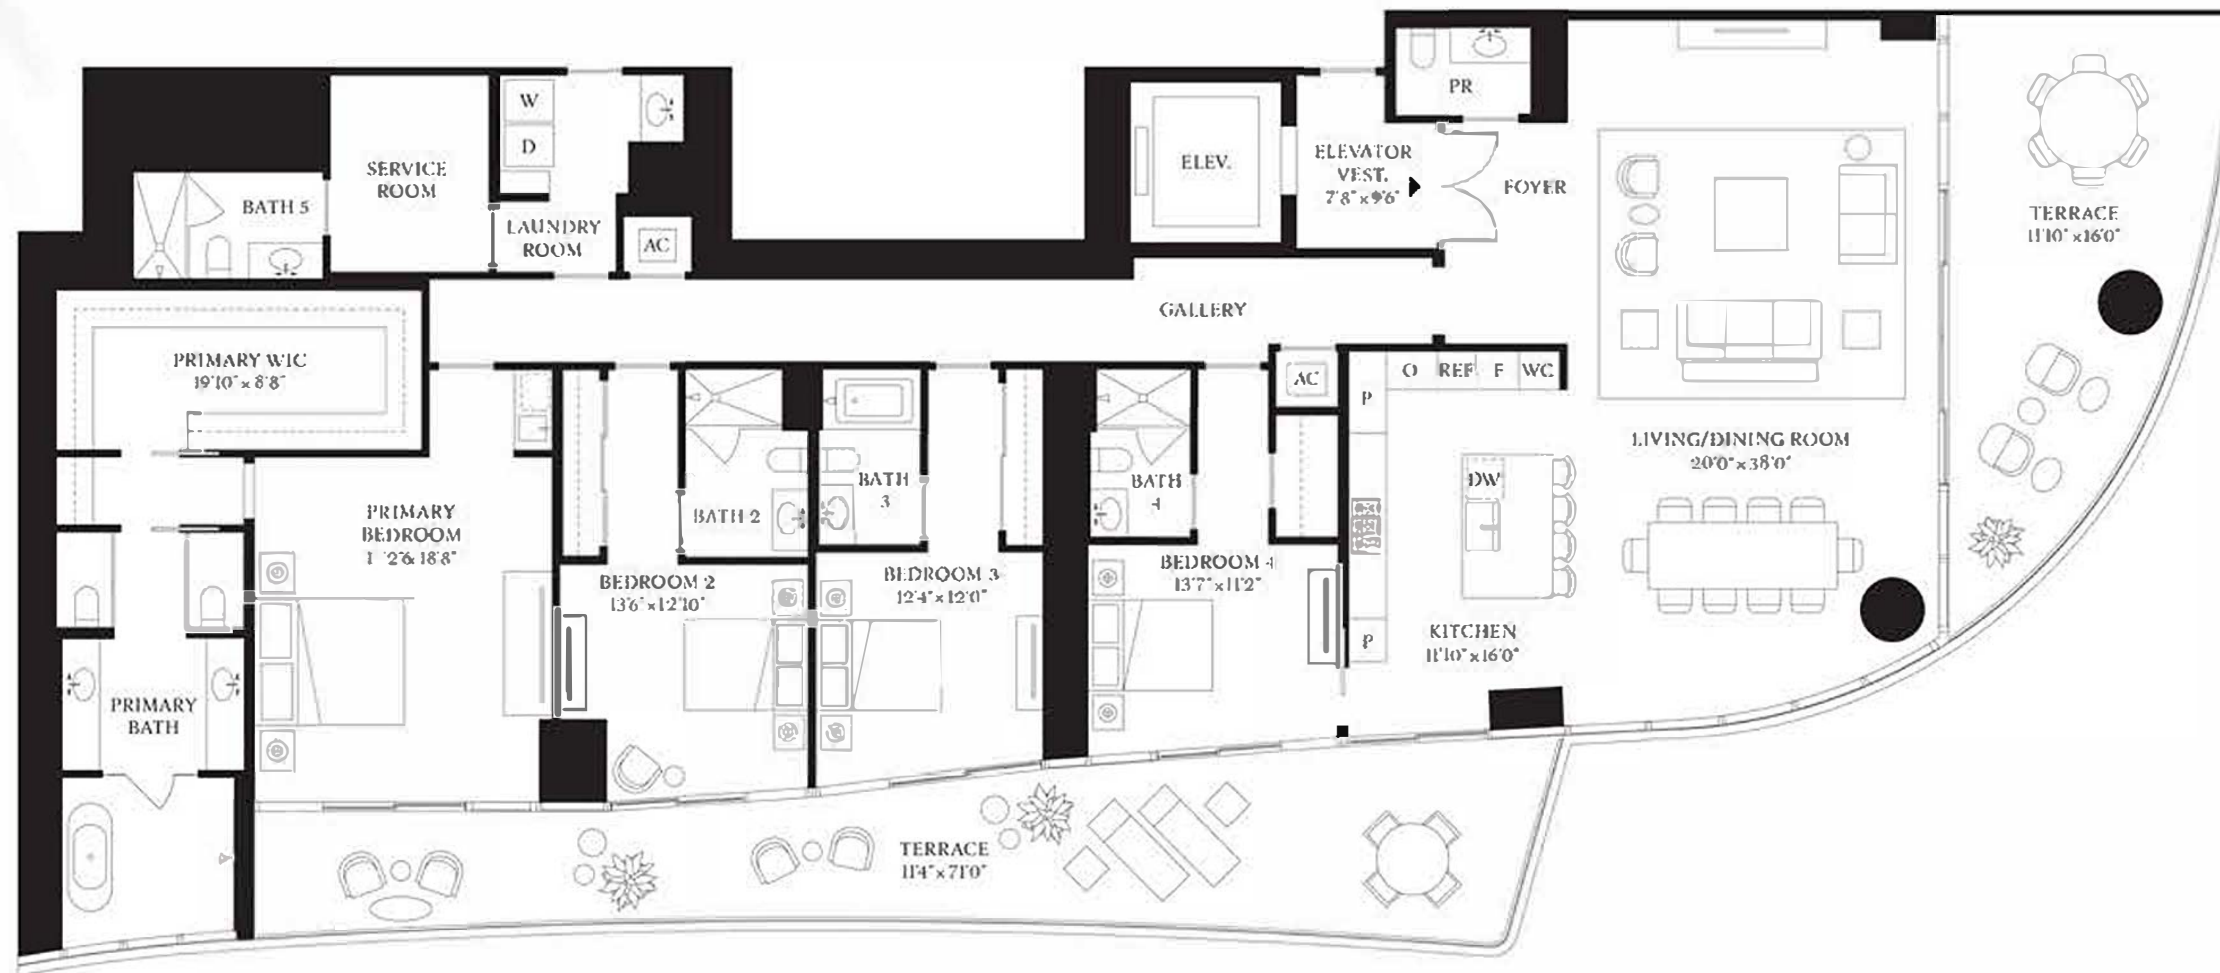 PR
W
D
SERVICE
ROOM
BATH 5
LAUNDRY
ROOM
AC
ELEV.
ELEVATOR
VEST.
7'8" x 9'6"
FOYER
TERRACE
11'10" x 16'0"
GALLERY
PRIMARY WIC
19'10" x 8'8"
AC
P
O
REF
F
WC
LIVING/DINING ROOM
20'0" x 38'0"
DW
PRIMARY
BEDROOM
BATH 2
BATH
3
BATH
BEDROOM 2
13'6" x 12'10"
BEDROOM 3
12'4" x 12'0"
BEDROOM
13'7" x 11'2"
P
KITCHEN
11'10" x 16'0"
PRIMARY
BATH
TERRACE
11'4" x 71'0"